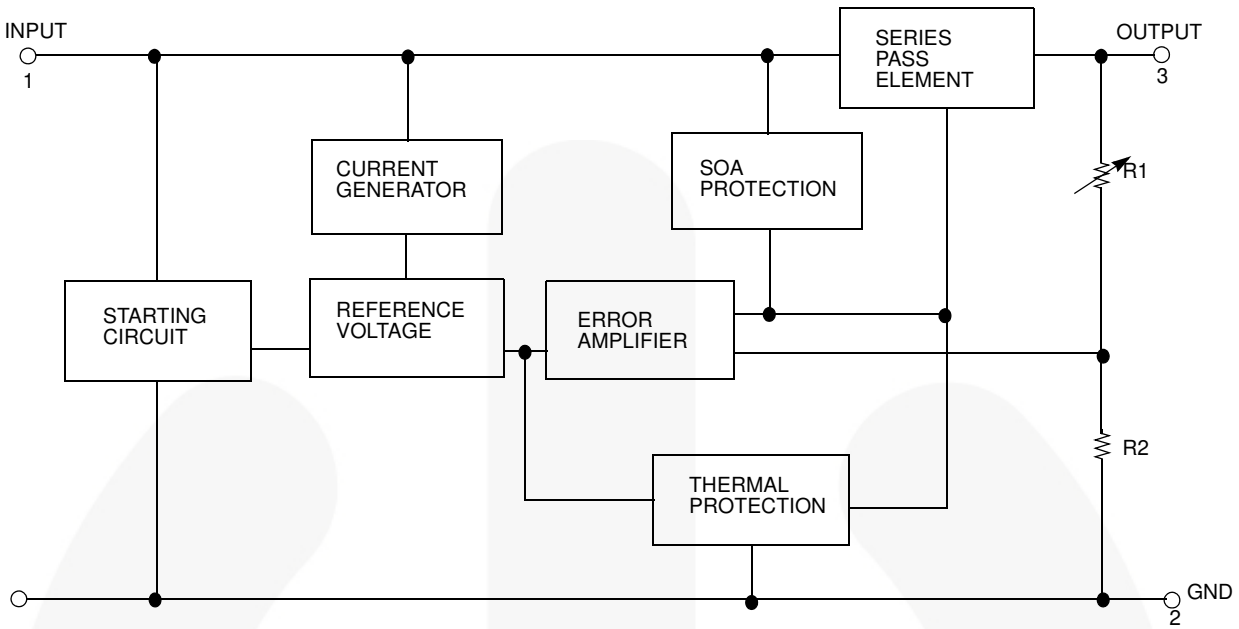 INPUT
1
SERIES
PASS
ELEMENT
OUTPUT
3
CURRENT
GENERATOR
SOA
PROTECTION
R1
STARTING
CIRCUIT
REFERENCE
VOLTAGE
ERROR
AMPLIFIER
R2
THERMAL
PROTECTION
GND
2